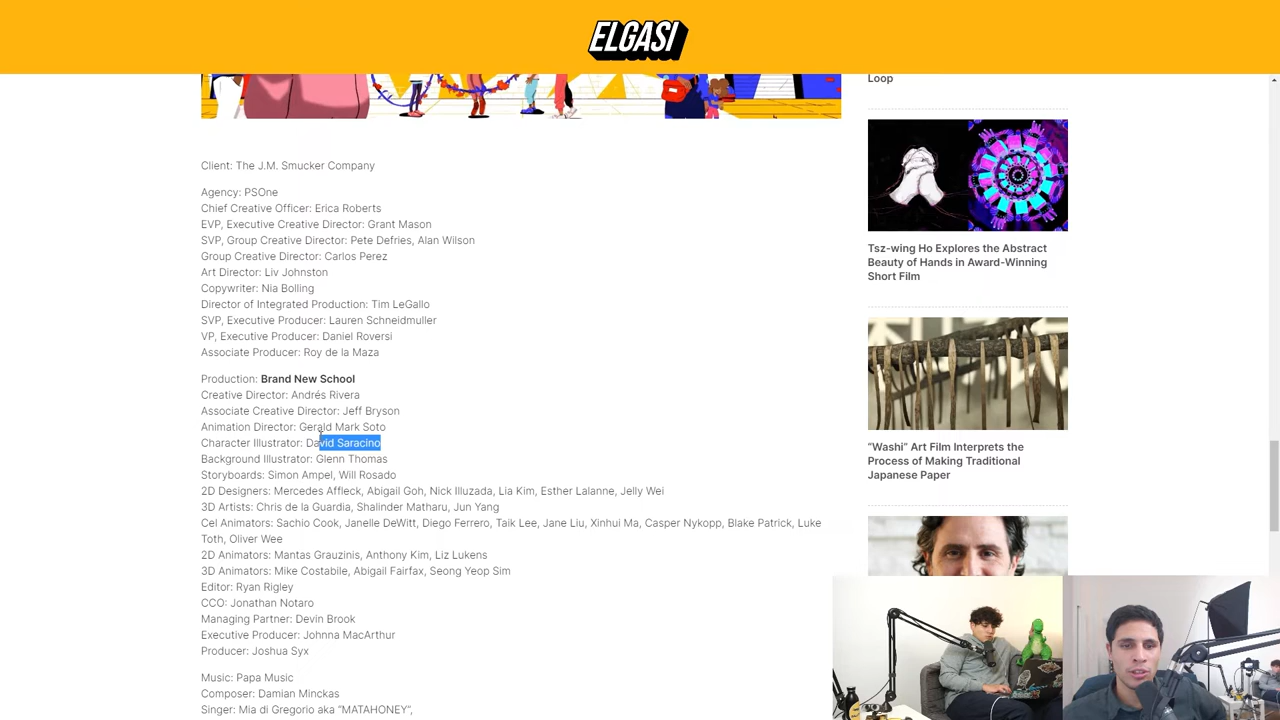 ELGASI
Loop
Client: The J.M. Smucker Company
Agency: PSOne
Chief Creative Officer: Erica Roberts
EVP, Executive Creative Director: Grant Mason
SVP, Group Creative Director: Pete Defries, Alan Wilson
Group Creative Director: Carlos Perez
Art Director: Liv Johnston
Copywriter: Nia Bolling
Director of Integrated Production: Tim LeGallo
SVP, Executive Producer: Lauren Schneidmuller
VP, Executive Producer: Daniel Roversi
Associate Producer: Roy de la Maza
Production: Brand New School
Creative Director: Andrés Rivera
Associate Creative Director: Jeff Bryson
Animation Director: Gerald Mark Soto
Character Illustrator: David Saracino
Background Illustrator: Glenn Thomas
Storyboards: Simon Ampel, Will Rosado
2D Designers: Mercedes Affleck, Abigail Goh, Nick Illuzada, Lia Kim, Esther Lalanne, Jelly Wei
3D Artists: Chris de la Guardia, Shalinder Matharu, Jun Yang
Cel Animators: Sachio Cook, Janelle DeWitt, Diego Ferrero, Taik Lee, Jane Liu, Xinhui Ma, Casper Nykopp, Blake Patrick, Luke
Toth, Oliver Wee
2D Animators: Mantas Grauzinis, Anthony Kim, Liz Lukens
3D Animators: Mike Costabile, Abigail Fairfax, Seong Yeop Sim
Editor: Ryan Rigley
CCO: Jonathan Notaro
Managing Partner: Devin Brook
Executive Producer: Johnna MacArthur
Producer: Joshua Syx
Music: Papa Music
Composer: Damian Minckas
Singer: Mia di Gregorio aka “MATAHONEY”,
Tsz-wing Ho Explores the Abstract
Beauty of Hands in Award-Winning
Short Film
“Washi” Art Film Interprets the
Process of Making Traditional
Japanese Paper